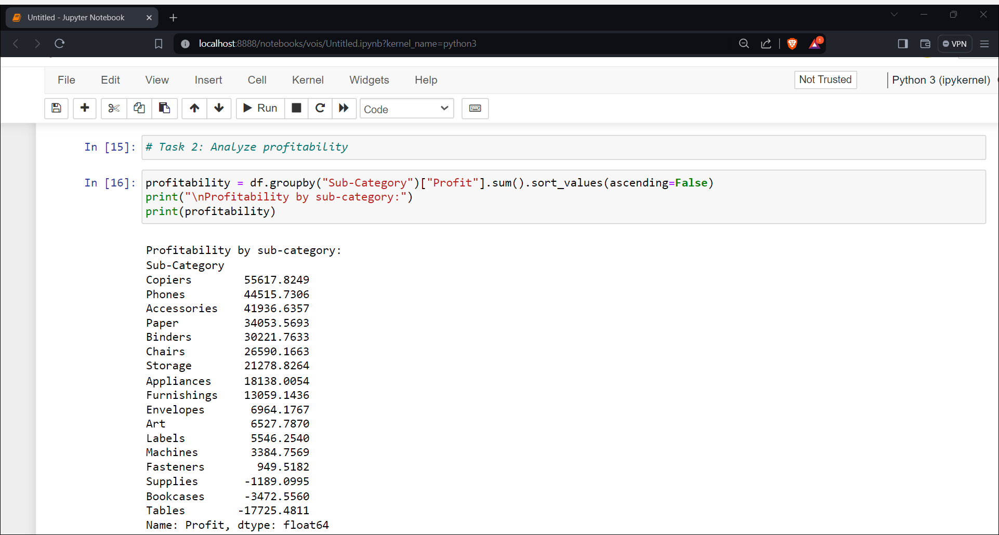 Untitled - Jupyter Notebook
localhost:8888/notebooks/vois/Untitled.ipynb?kernel_name=python3
1
VPN
File Edit View Insert Cell Kernel Widgets Help
Not Trusted
Python 3 (ipykernel)
Run
Code
In [15]: # Task 2: Analyze profitability
In [16]: profitability = df.groupby("Sub-Category")["Profit"].sum().sort_values(ascending=False)
print("\nProfitability by sub-category:")
print(profitability)
Profitability by sub-category:
Sub-Category
Copiers 55617.8249
Phones 44515.7306
Accessories 41936.6357
Paper 34053.5693
Binders 30221.7633
Chairs 26590.1663
Storage 21278.8264
Appliances 18138.0054
Furnishings 13059.1436
Envelopes 6964.1767
Art 6527.7870
Labels 5546.2540
Machines 3384.7569
Fasteners 949.5182
Supplies -1189.0995
Bookcases -3472.5560
Tables -17725.4811
Name: Profit, dtype: float64